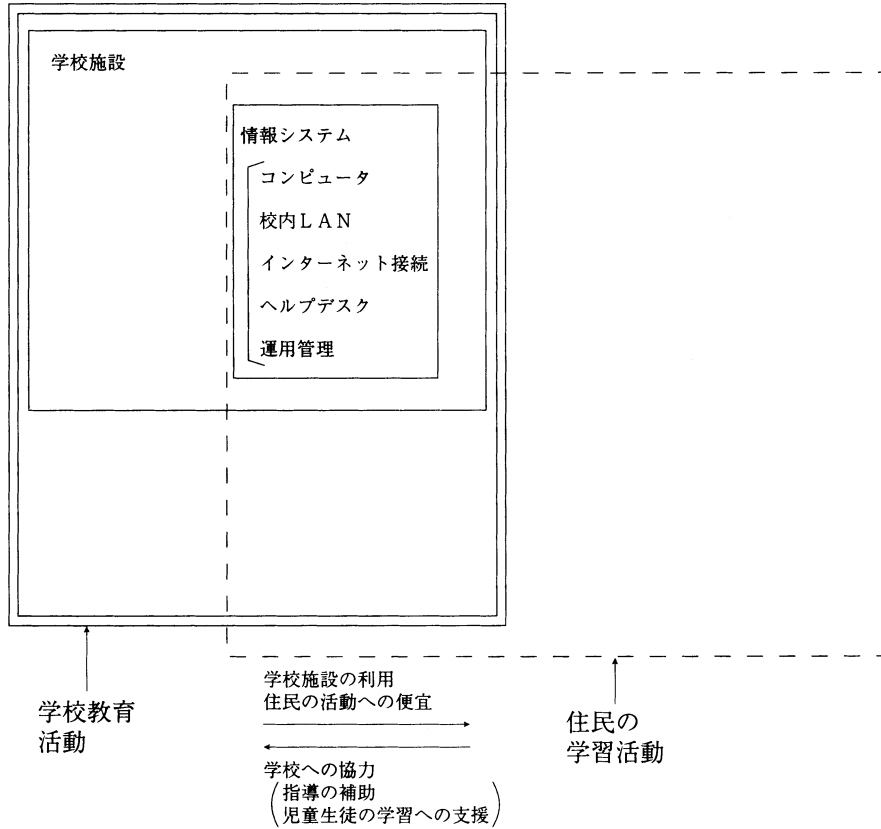 学校施設
情報システム
コンピュータ
校内LAN
インターネット接続
ヘルプデスク
運用管理
学校教育
活動
学校施設の利用
住民の活動への便宜
学校への協力
(指導の補助
児童生徒の学習への支援)
住民の
学習活動